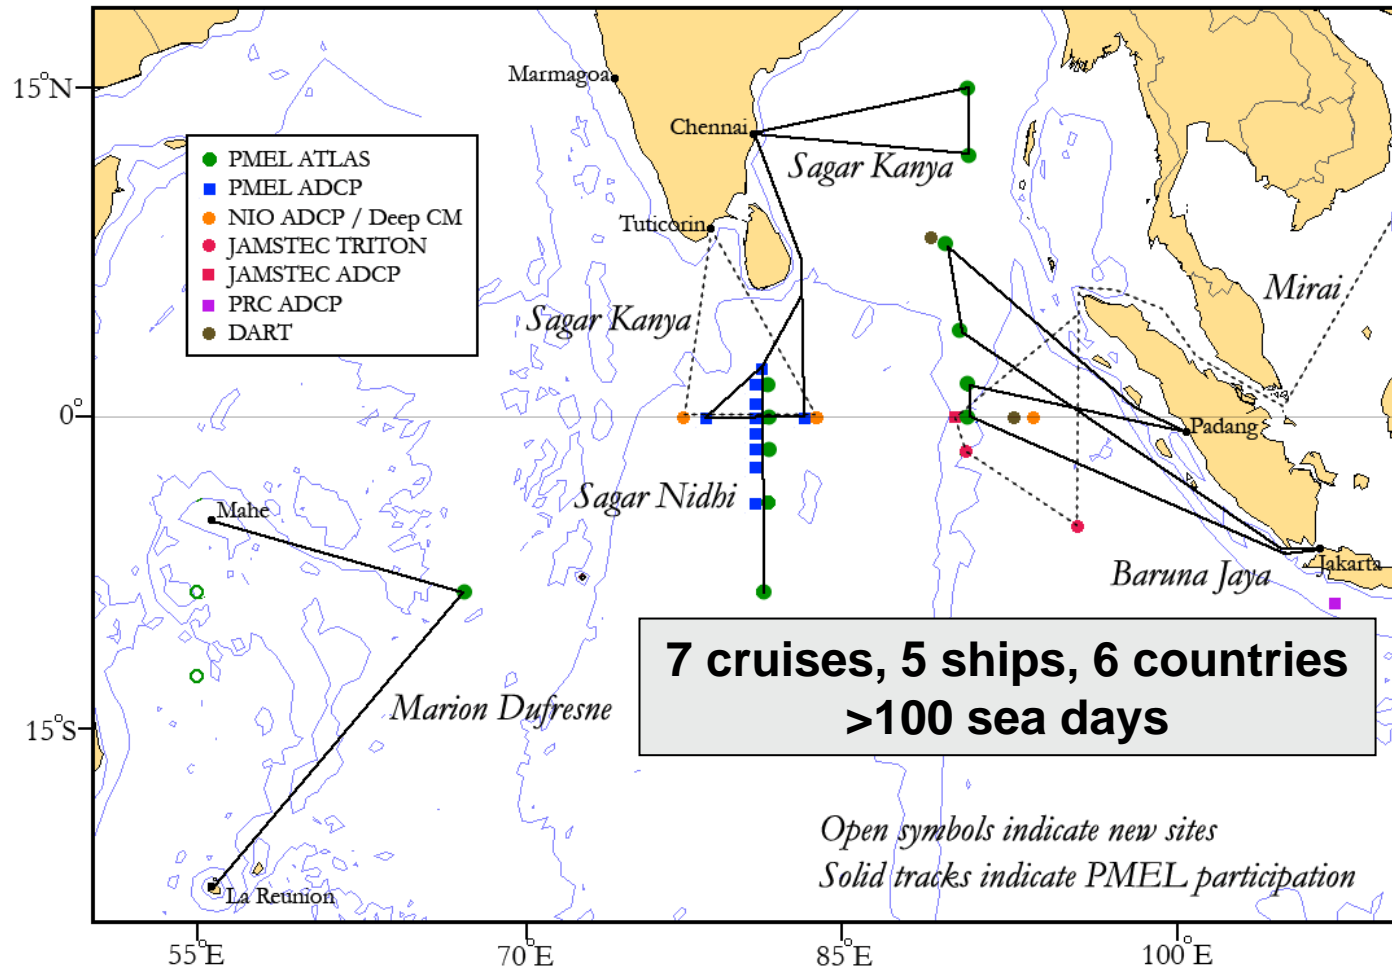 15°N
Marmagoa
Chennai
Sagar Kanya
PMEL ATLAS
PMEL ADCP
NIO ADCP / Deep CM
JAMSTEC TRITON
JAMSTEC ADCP
PRC ADCP
DART
Tuticorin
Mirai
Sagar Kanya
0°
Padang
Sagar Nidhi
Mahe
Jakarta
Baruna Jaya
7 cruises, 5 ships, 6 countries
>100 sea days
Marion Dufresne
15°S
Open symbols indicate new sites
Solid tracks indicate PMEL participation
La Reunion
55°E
70°E
85°E
100°E